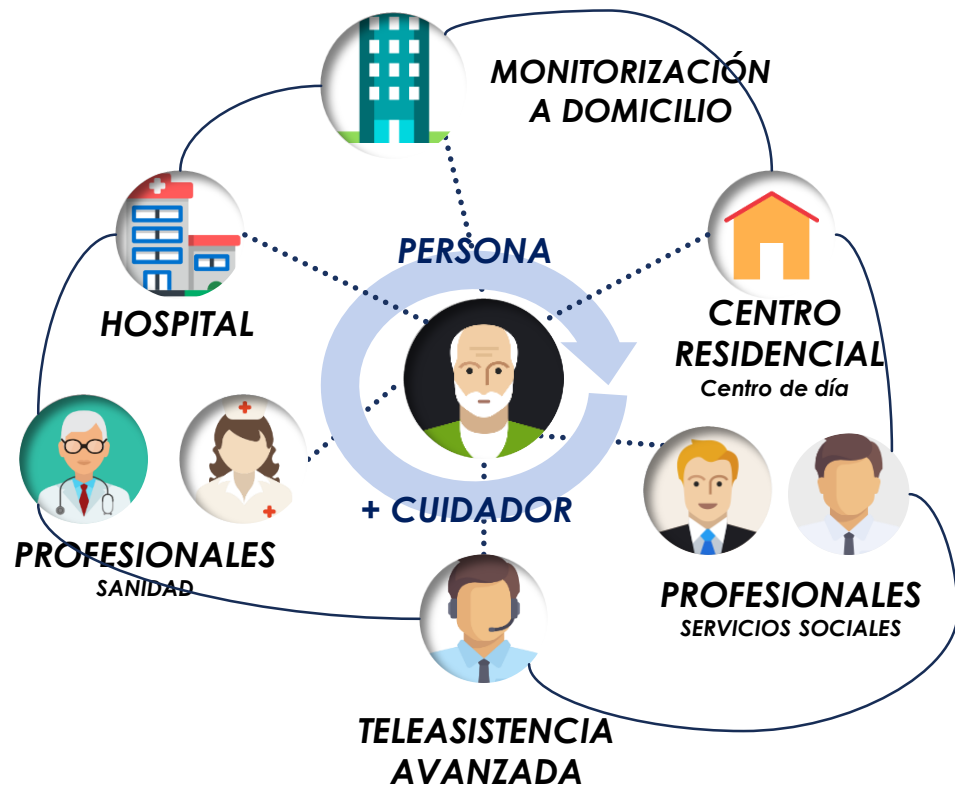 MONITORIZACIÓN
A DOMICILIO
PERSONA
HOSPITAL
CENTRO
RESIDENCIAL
Centro de día
+ CUIDADOR
PROFESIONALES
SANIDAD
PROFESIONALES
SERVICIOS SOCIALES
TELEASISTENCIA
AVANZADA